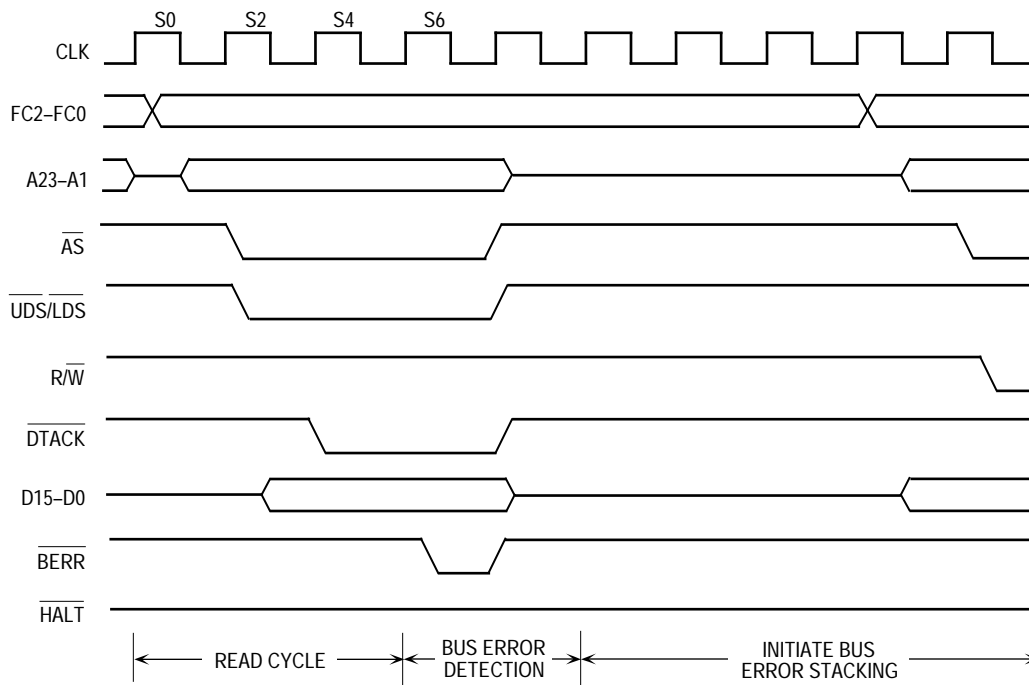 S0 S2 S4 S6
CLK
FC2–FC0
A23–A1
AS
UDS/LDS
R/W
DTACK
D15–D0
BERR
HALT
READ CYCLE
BUS ERROR
DETECTION
INITIATE BUS
ERROR STACKING